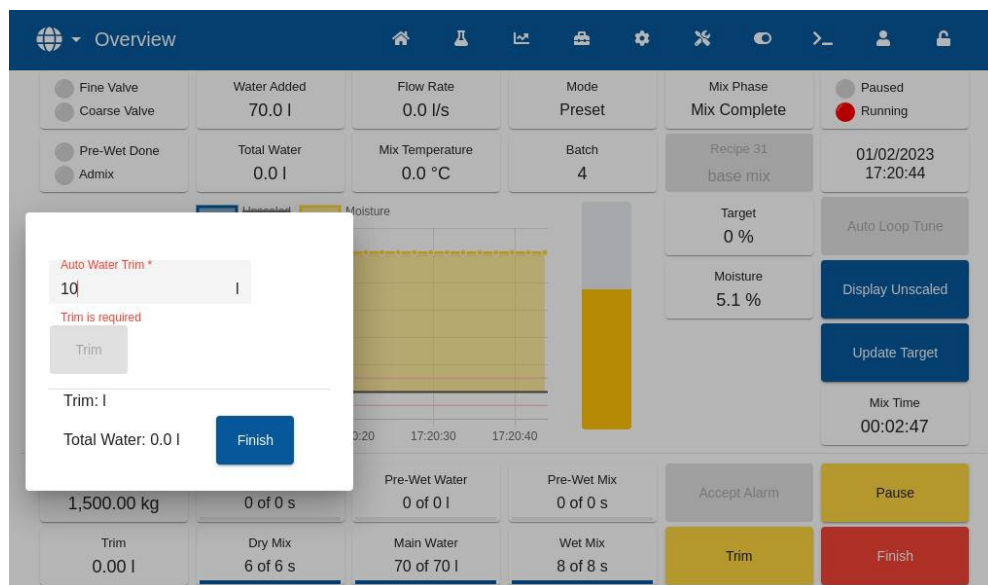 Overview
Fine Valve
Coarse Valve
Water Added
70.0 l
Flow Rate
0.0 l/s
Mode
Preset
Mix Phase
Mix Complete
Paused
Running
Pre-Wet Done
Admix
Total Water
0.0 l
Mix Temperature
0.0 °C
Batch
4
Recipe 31
base mix
01/02/2023
17:20:44
Unscaled
Moisture
Target
0 %
Auto Loop Tune
Moisture
5.1 %
Display Unscaled
Update Target
Mix Time
00:02:47
Auto Water Trim *
10
l
Trim is required
Trim
Trim: l
Total Water: 0.0 l
Finish
0:20
17:20:30
17:20:40
1,500.00 kg
0 of 0 s
Pre-Wet Water
0 of 0 l
Pre-Wet Mix
0 of 0 s
Accept Alarm
Pause
Trim
0.00 l
Dry Mix
6 of 6 s
Main Water
70 of 70 l
Wet Mix
8 of 8 s
Trim
Finish